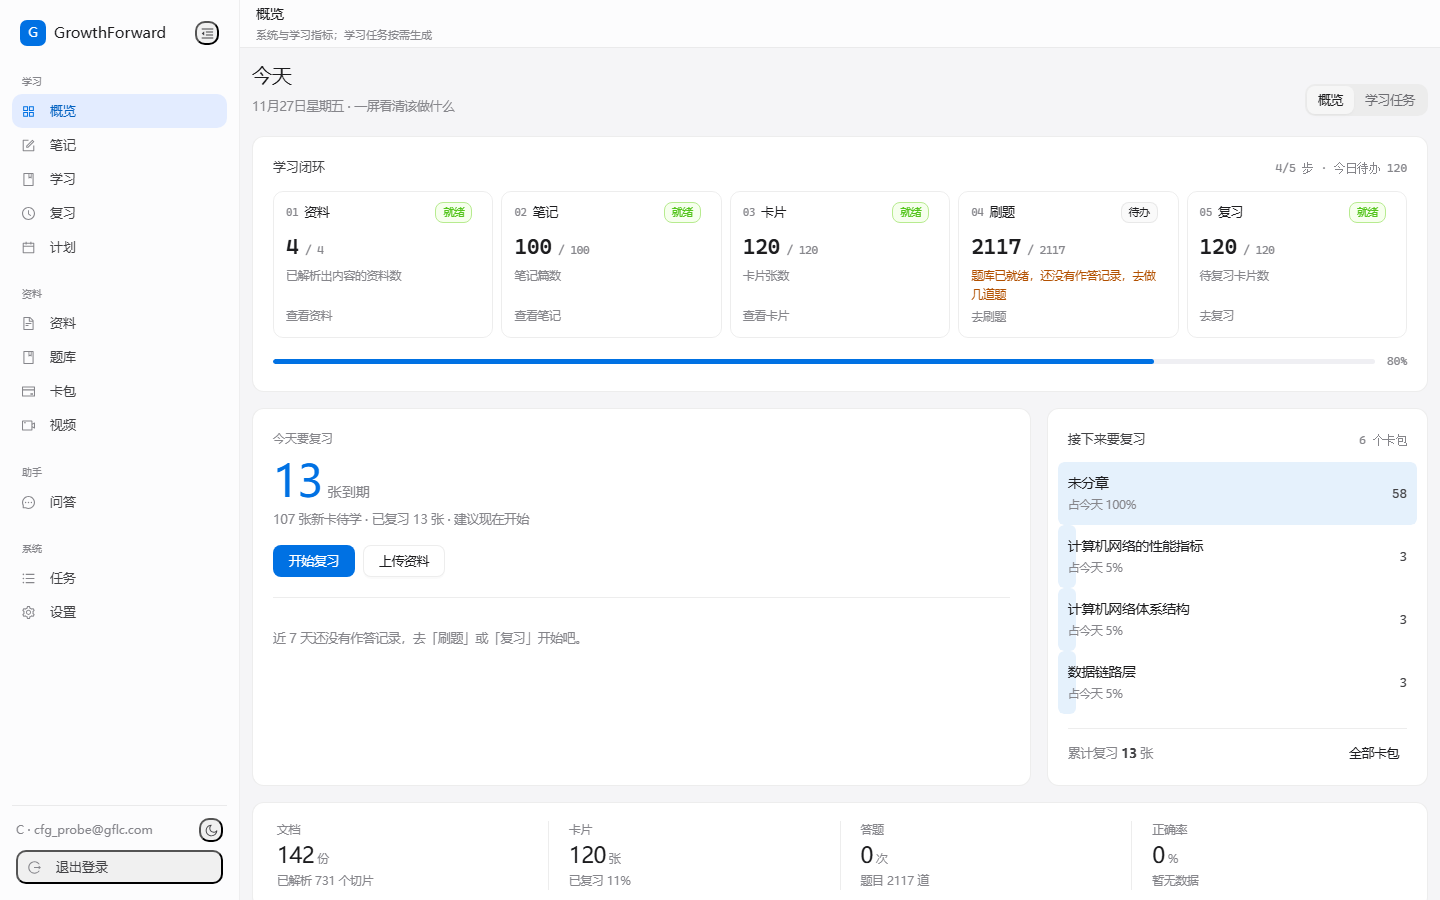 G GrowthForward
学习
概览
笔记
学习
复习
计划
资料
资料
题库
卡包
视频
助手
问答
系统
任务
设置
C · cfg_probe@gflc.com
退出登录
概览
系统与学习指标；学习任务按需生成
今天
11月27日星期五 · 一屏看清该做什么
概览 学习任务
学习闭环
4/5 步 · 今日待办 120
01 资料 就绪
4 / 4
已解析出内容的资料数
查看资料
02 笔记 就绪
100 / 100
笔记篇数
查看笔记
03 卡片 就绪
120 / 120
卡片张数
查看卡片
04 刷题 待办
2117 / 2117
题库已就绪，还没有作答记录，去做
几道题
去刷题
05 复习 就绪
120 / 120
待复习卡片数
去复习
80%
今天要复习
13 张到期
107 张新卡待学 · 已复习 13 张 · 建议现在开始
开始复习 上传资料
近 7 天还没有作答记录，去「刷题」或「复习」开始吧。
接下来要复习 6 个卡包
未分章
占今天 100%
58
计算机网络的性能指标
占今天 5%
3
计算机网络体系结构
占今天 5%
3
数据链路层
占今天 5%
3
累计复习 13 张 全部卡包
文档
142 份
已解析 731 个切片
卡片
120 张
已复习 11%
答题
0 次
题目 2117 道
正确率
0 %
暂无数据